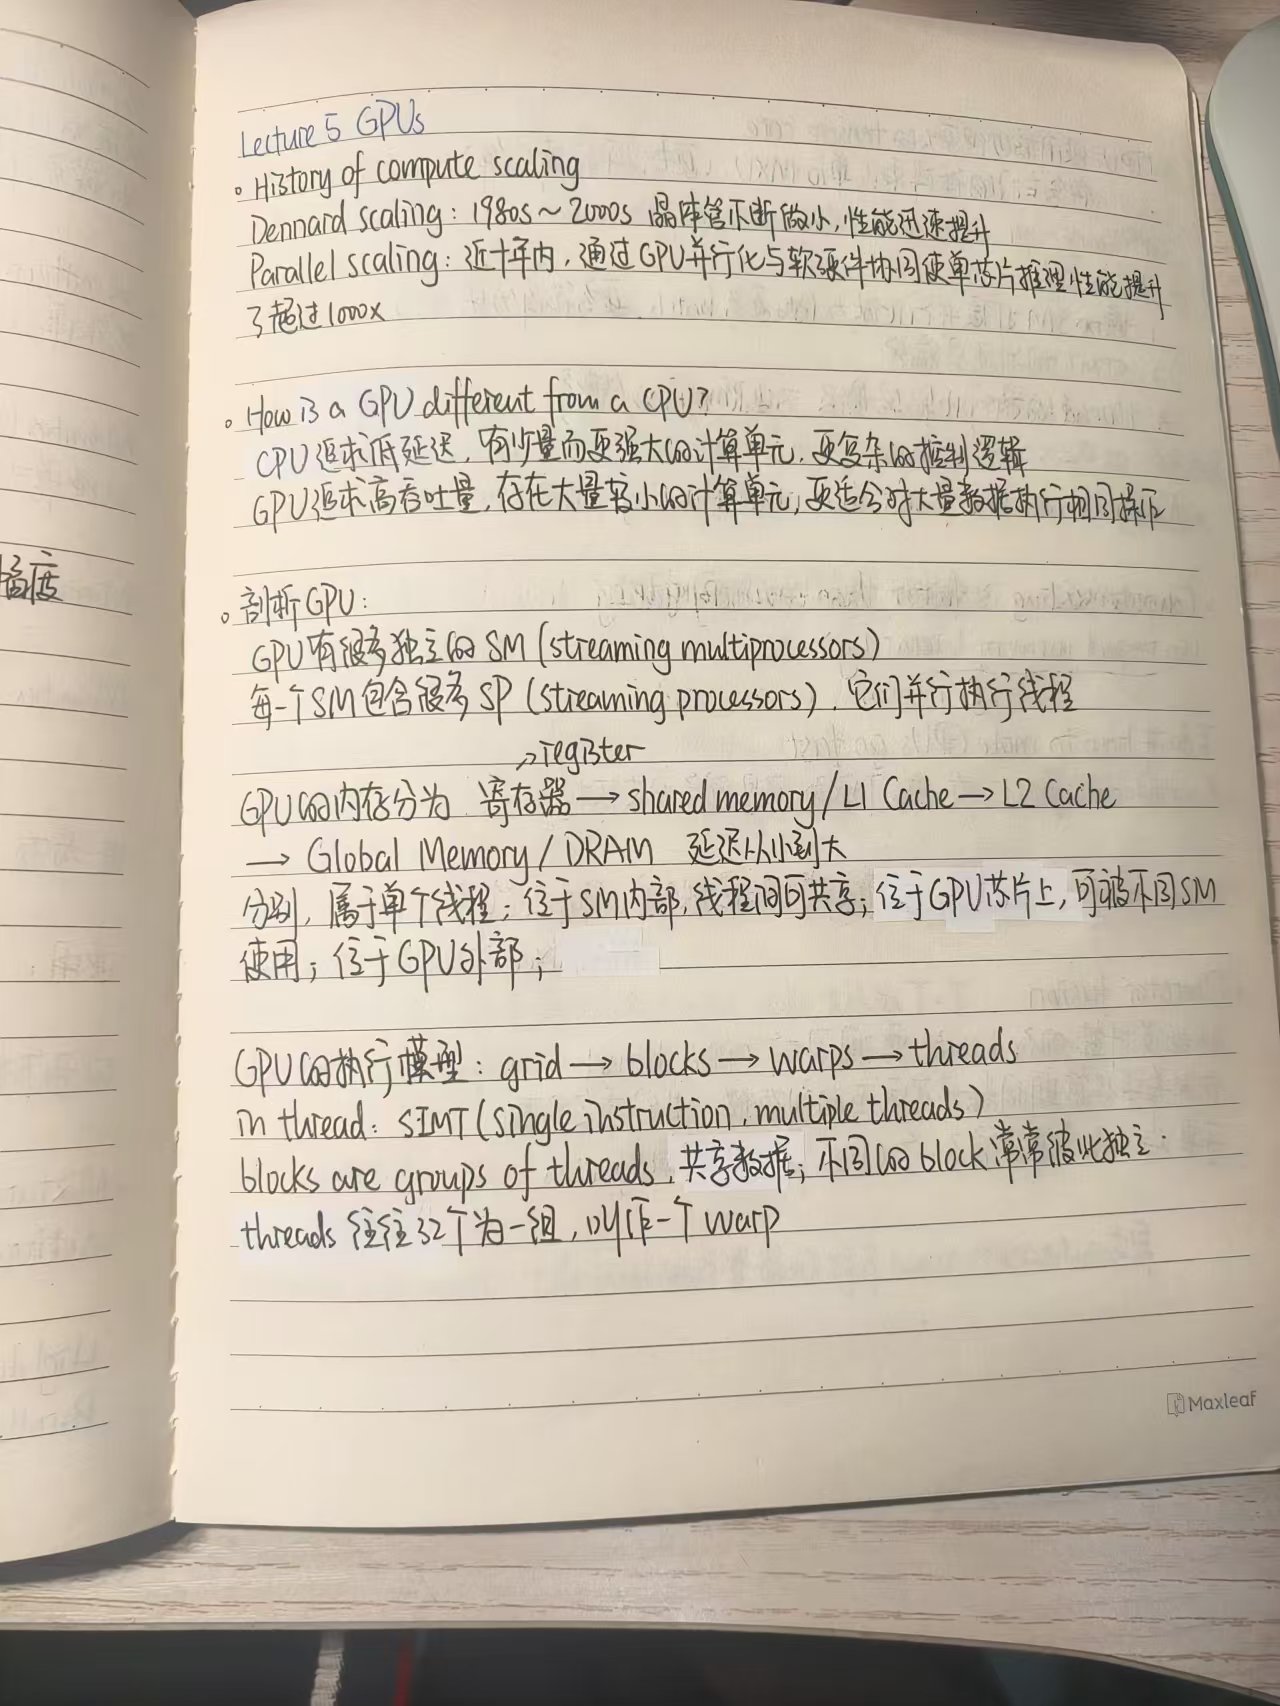 Lecture 5 GPUs
。History of compute scaling
Dennard scaling: 1980s ~ 2000s 晶体管不断做小，性能迅速提升
Parallel scaling: 近十年内，通过GPU并行化与软硬件协同使单芯片推理性能提升
了超过1000x
。How is a GPU different from a CPU?
CPU追求低延迟，有少量而更强大的计算单元，更复杂的控制逻辑
GPU追求高吞吐量，存在大量较小的计算单元，更适合对大量数据执行相同操作
。剖析GPU:
GPU有很多独立的SM (streaming multiprocessors)
每一个SM包含很多SP (streaming processors)，它们并行执行线程
→register
GPU的内存分为 寄存器→shared memory / L1 Cache→L2 Cache
→ Global Memory / DRAM 延迟从小到大
分别，属于单个线程；位于SM内部，线程间可共享；位于GPU芯片上，可被不同SM
使用；位于GPU外部；
GPU的执行模型: grid→blocks→warps→threads
in thread: SIMT (single instruction, multiple threads)
blocks are groups of threads，共享数据；不同的block常常彼此独立.
threads 往往32个为一组，叫作一个warp
幅度
Maxleaf